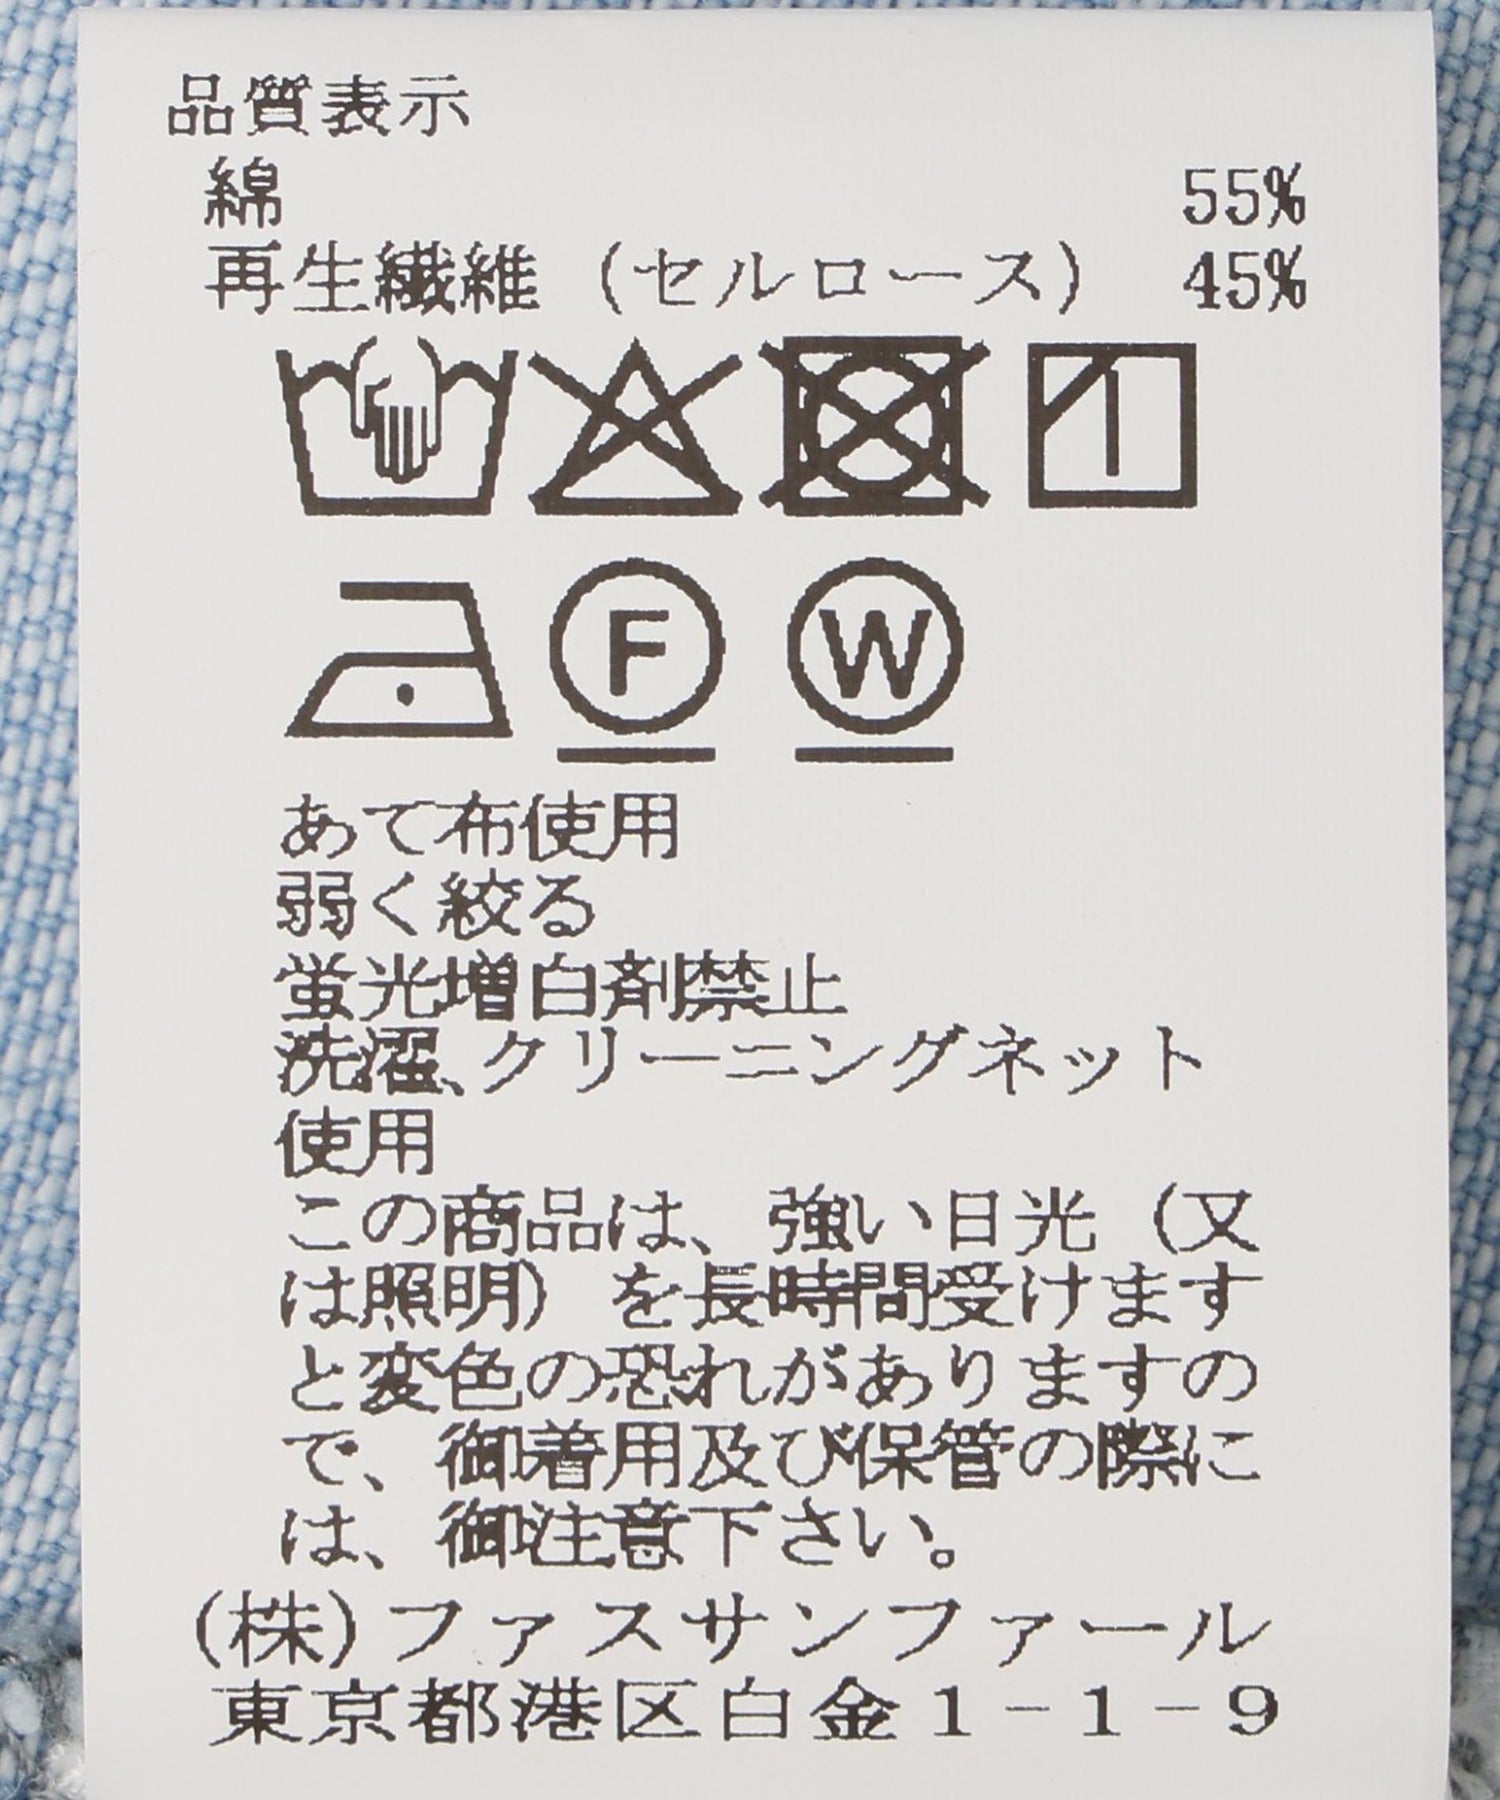 品質表示
綿 55%
再生繊維（セルロース） 45%
F W
あて布使用
弱く絞る
蛍光増白剤禁止
洗濯、クリーニングネット
使用
この商品は、強い日光（又
は照明）を長時間受けます
と変色の恐れがありますの
で、御着用及び保管の際に
は、御注意下さい。
(株)ファスサンファール
東京都港区白金1-1-9